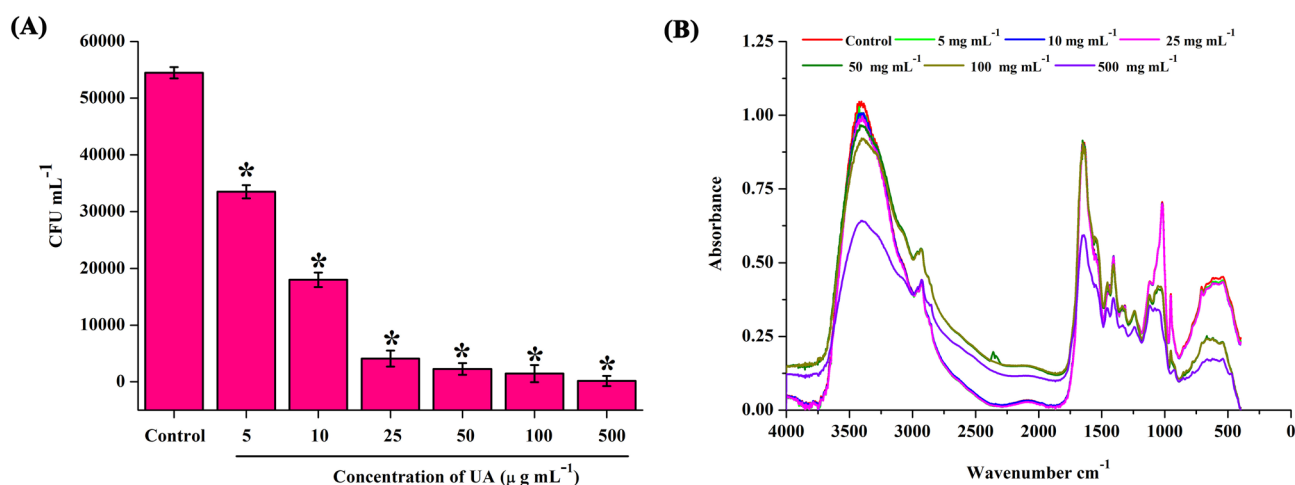 (A)
60000
50000
40000
30000
20000
10000
0
CFU mL⁻¹
* * * * * *
Control 5 10 25 50 100 500
Concentration of UA (μ g mL⁻¹)
(B)
Control 5 mg mL⁻¹ 10 mg mL⁻¹ 25 mg mL⁻¹
50 mg mL⁻¹ 100 mg mL⁻¹ 500 mg mL⁻¹
1.25
1.00
0.75
0.50
0.25
0.00
Absorbance
4000 3500 3000 2500 2000 1500 1000 500 0
Wavenumber cm⁻¹